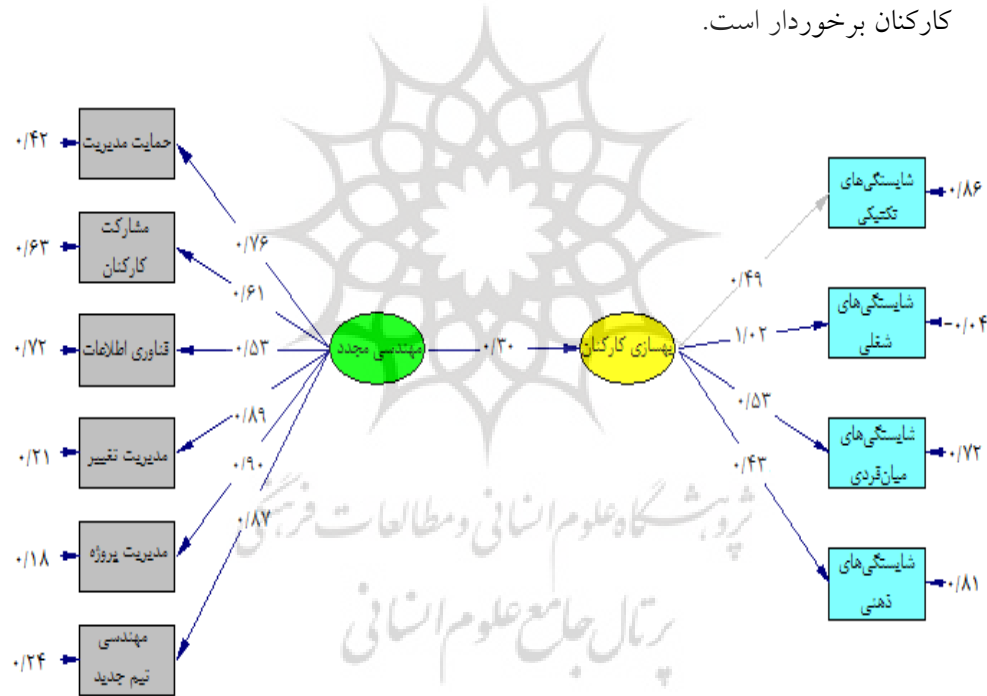 کارکنان برخوردار است.
حمایت مدیریت
۰/۴۲
۰/۷۶
مشارکت
کارکنان
۰/۶۳
۰/۶۱
قناوری اطلاعات
۰/۷۲
۰/۵۳
مدیریت تغییر
۰/۲۱
۰/۸۹
مدیریت پروژه
۰/۱۸
۰/۹۰
مهندسی
تیم جدید
۰/۲۴
۰/۸۷
مهندسی مجدد
۰/۳۰
بهسازی کارکنان
شایستگی‌های
تکتیکی
۰/۸۶
۰/۴۹
شایستگی‌های
شغلی
-۰/۰۴
۱/۰۲
شایستگی‌های
میان‌قردی
۰/۷۲
۰/۵۳
شایستگی‌های
ذهنی
۰/۸۱
۰/۴۳
پژوهشگاه علوم انسانی و مطالعات فرهنگی
پرتال جامع علوم انسانی